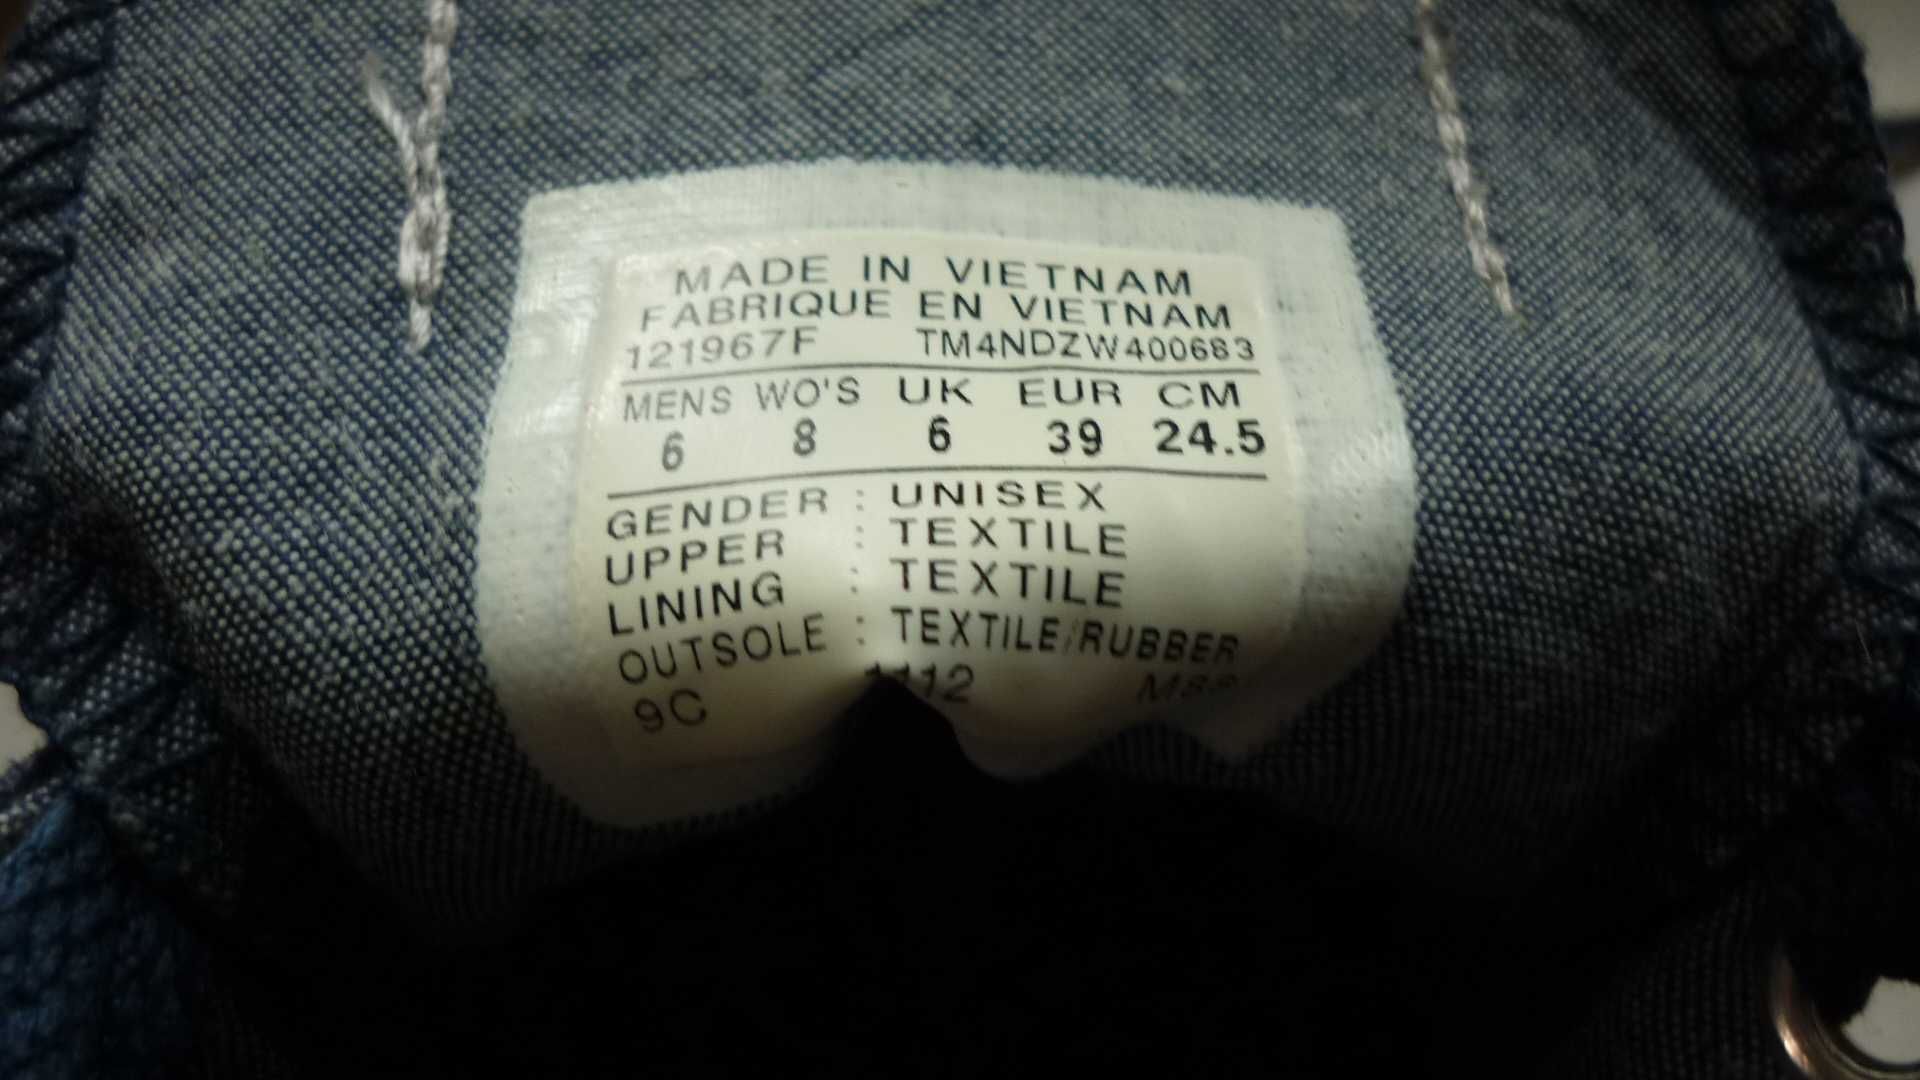 MADE IN VIETNAM
FABRIQUE EN VIETNAM
121967F TM4NDZW400683
MENS WO'S UK EUR CM
6 8 6 39 24.5
GENDER : UNISEX
UPPER : TEXTILE
LINING : TEXTILE
OUTSOLE : TEXTILE/RUBBER
9C